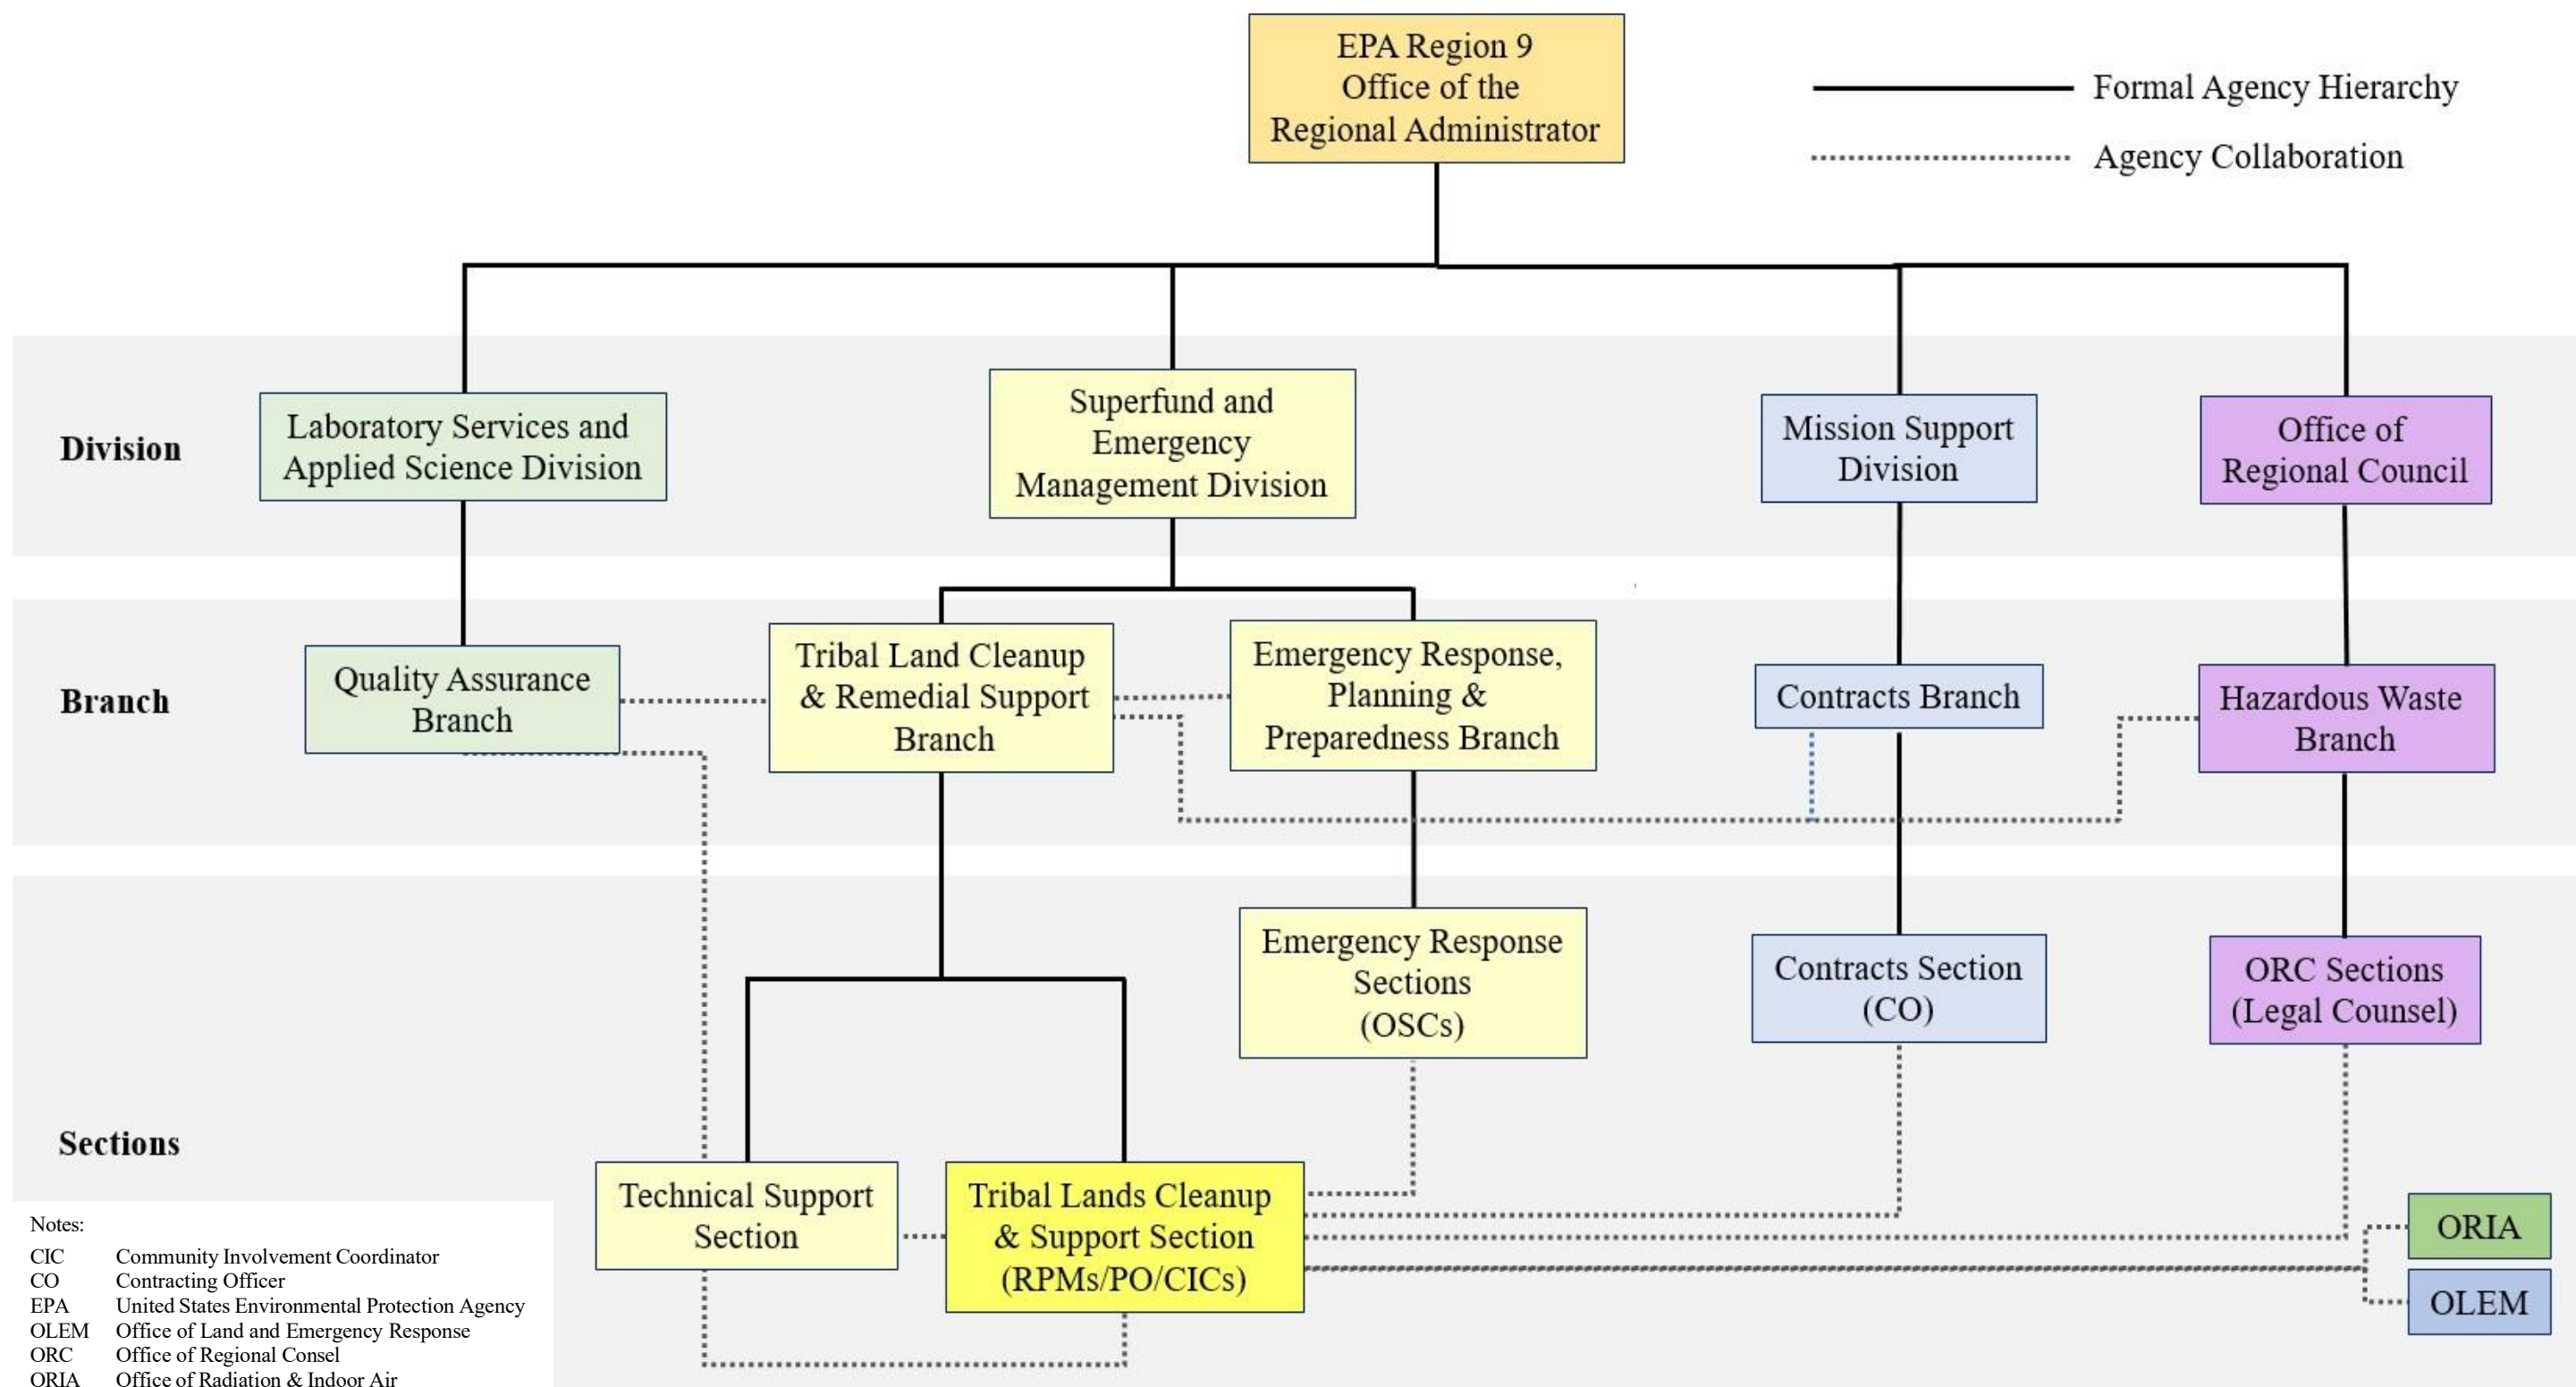 EPA Region 9
Office of the
Regional Administrator
Formal Agency Hierarchy
Agency Collaboration
Division
Laboratory Services and
Applied Science Division
Superfund and
Emergency
Management Division
Mission Support
Division
Office of
Regional Council
Branch
Quality Assurance
Branch
Tribal Land Cleanup
& Remedial Support
Branch
Emergency Response,
Planning &
Preparedness Branch
Contracts Branch
Hazardous Waste
Branch
Sections
Emergency Response
Sections
(OSCs)
Contracts Section
(CO)
ORC Sections
(Legal Counsel)
Technical Support
Section
Tribal Lands Cleanup
& Support Section
(RPMs/PO/CICs)
ORIA
OLEM
Notes:
CIC Community Involvement Coordinator
CO Contracting Officer
EPA United States Environmental Protection Agency
OLEM Office of Land and Emergency Response
ORC Office of Regional Consel
ORIA Office of Radiation & Indoor Air